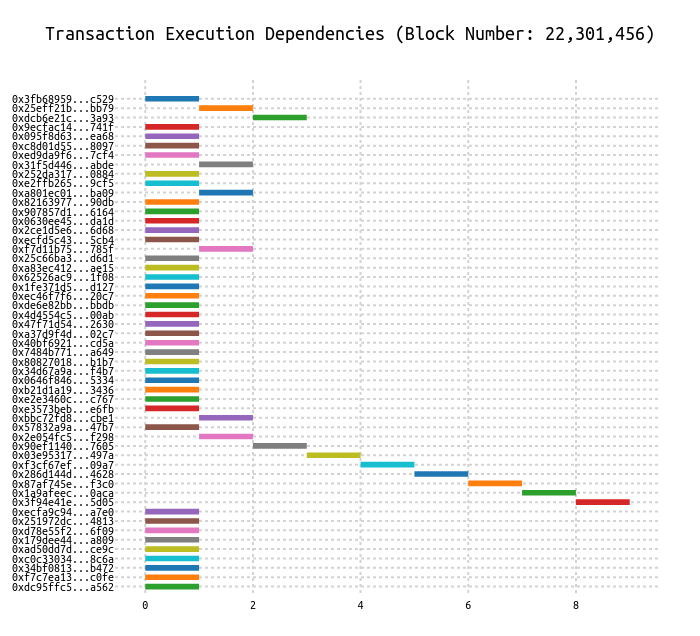 Transaction Execution Dependencies (Block Number: 22,301,456)
0x3fb68959...c529
0x25eff21b...bb79
0xdcb6e21c...3a93
0x9ecfac14...741f
0x095f8d63...ea68
0xc8d01d55...8097
0xed9da9f6...7cf4
0x31f5d446...abde
0x252da317...0884
0xe2ffb265...9cf5
0xa801ec01...ba09
0x82163977...90db
0x907857d1...6164
0x0630ee45...da1d
0x2ce1d5e6...6d68
0xecfd5c43...5cb4
0xf7d11b75...785f
0x25c66ba3...d6d1
0xa83ec412...ae15
0x62526ac9...1f08
0x1fe371d5...d127
0xec46f7f6...20c7
0xde6e82bb...bbdb
0x4d4554c5...00ab
0x47f71d54...2630
0xa37d9f4d...02c7
0x40bf6921...cd5a
0x7484b771...a649
0x80827018...b1b7
0x34d67a9a...f4b7
0x0646f846...5334
0xb21d1a19...3436
0xe2e3460c...c767
0xe3573beb...e6fb
0xbbc72fd8...cbe1
0x57832a9a...47b7
0x2e054fc5...f298
0x90ef1140...7605
0x03e95317...497a
0xf3cf67ef...09a7
0x286d144d...4628
0x87af745e...f3c0
0x1a9afeec...0aca
0x3f94e41e...5d05
0xecfa9c94...a7e0
0x251972dc...4813
0xd78e55f2...6f09
0x179dee44...a809
0xad50dd7d...ce9c
0xc0c33034...8c6a
0x34bf0813...b472
0xf7c7ea13...c0fe
0xdc95ffc5...a562
0 2 4 6 8